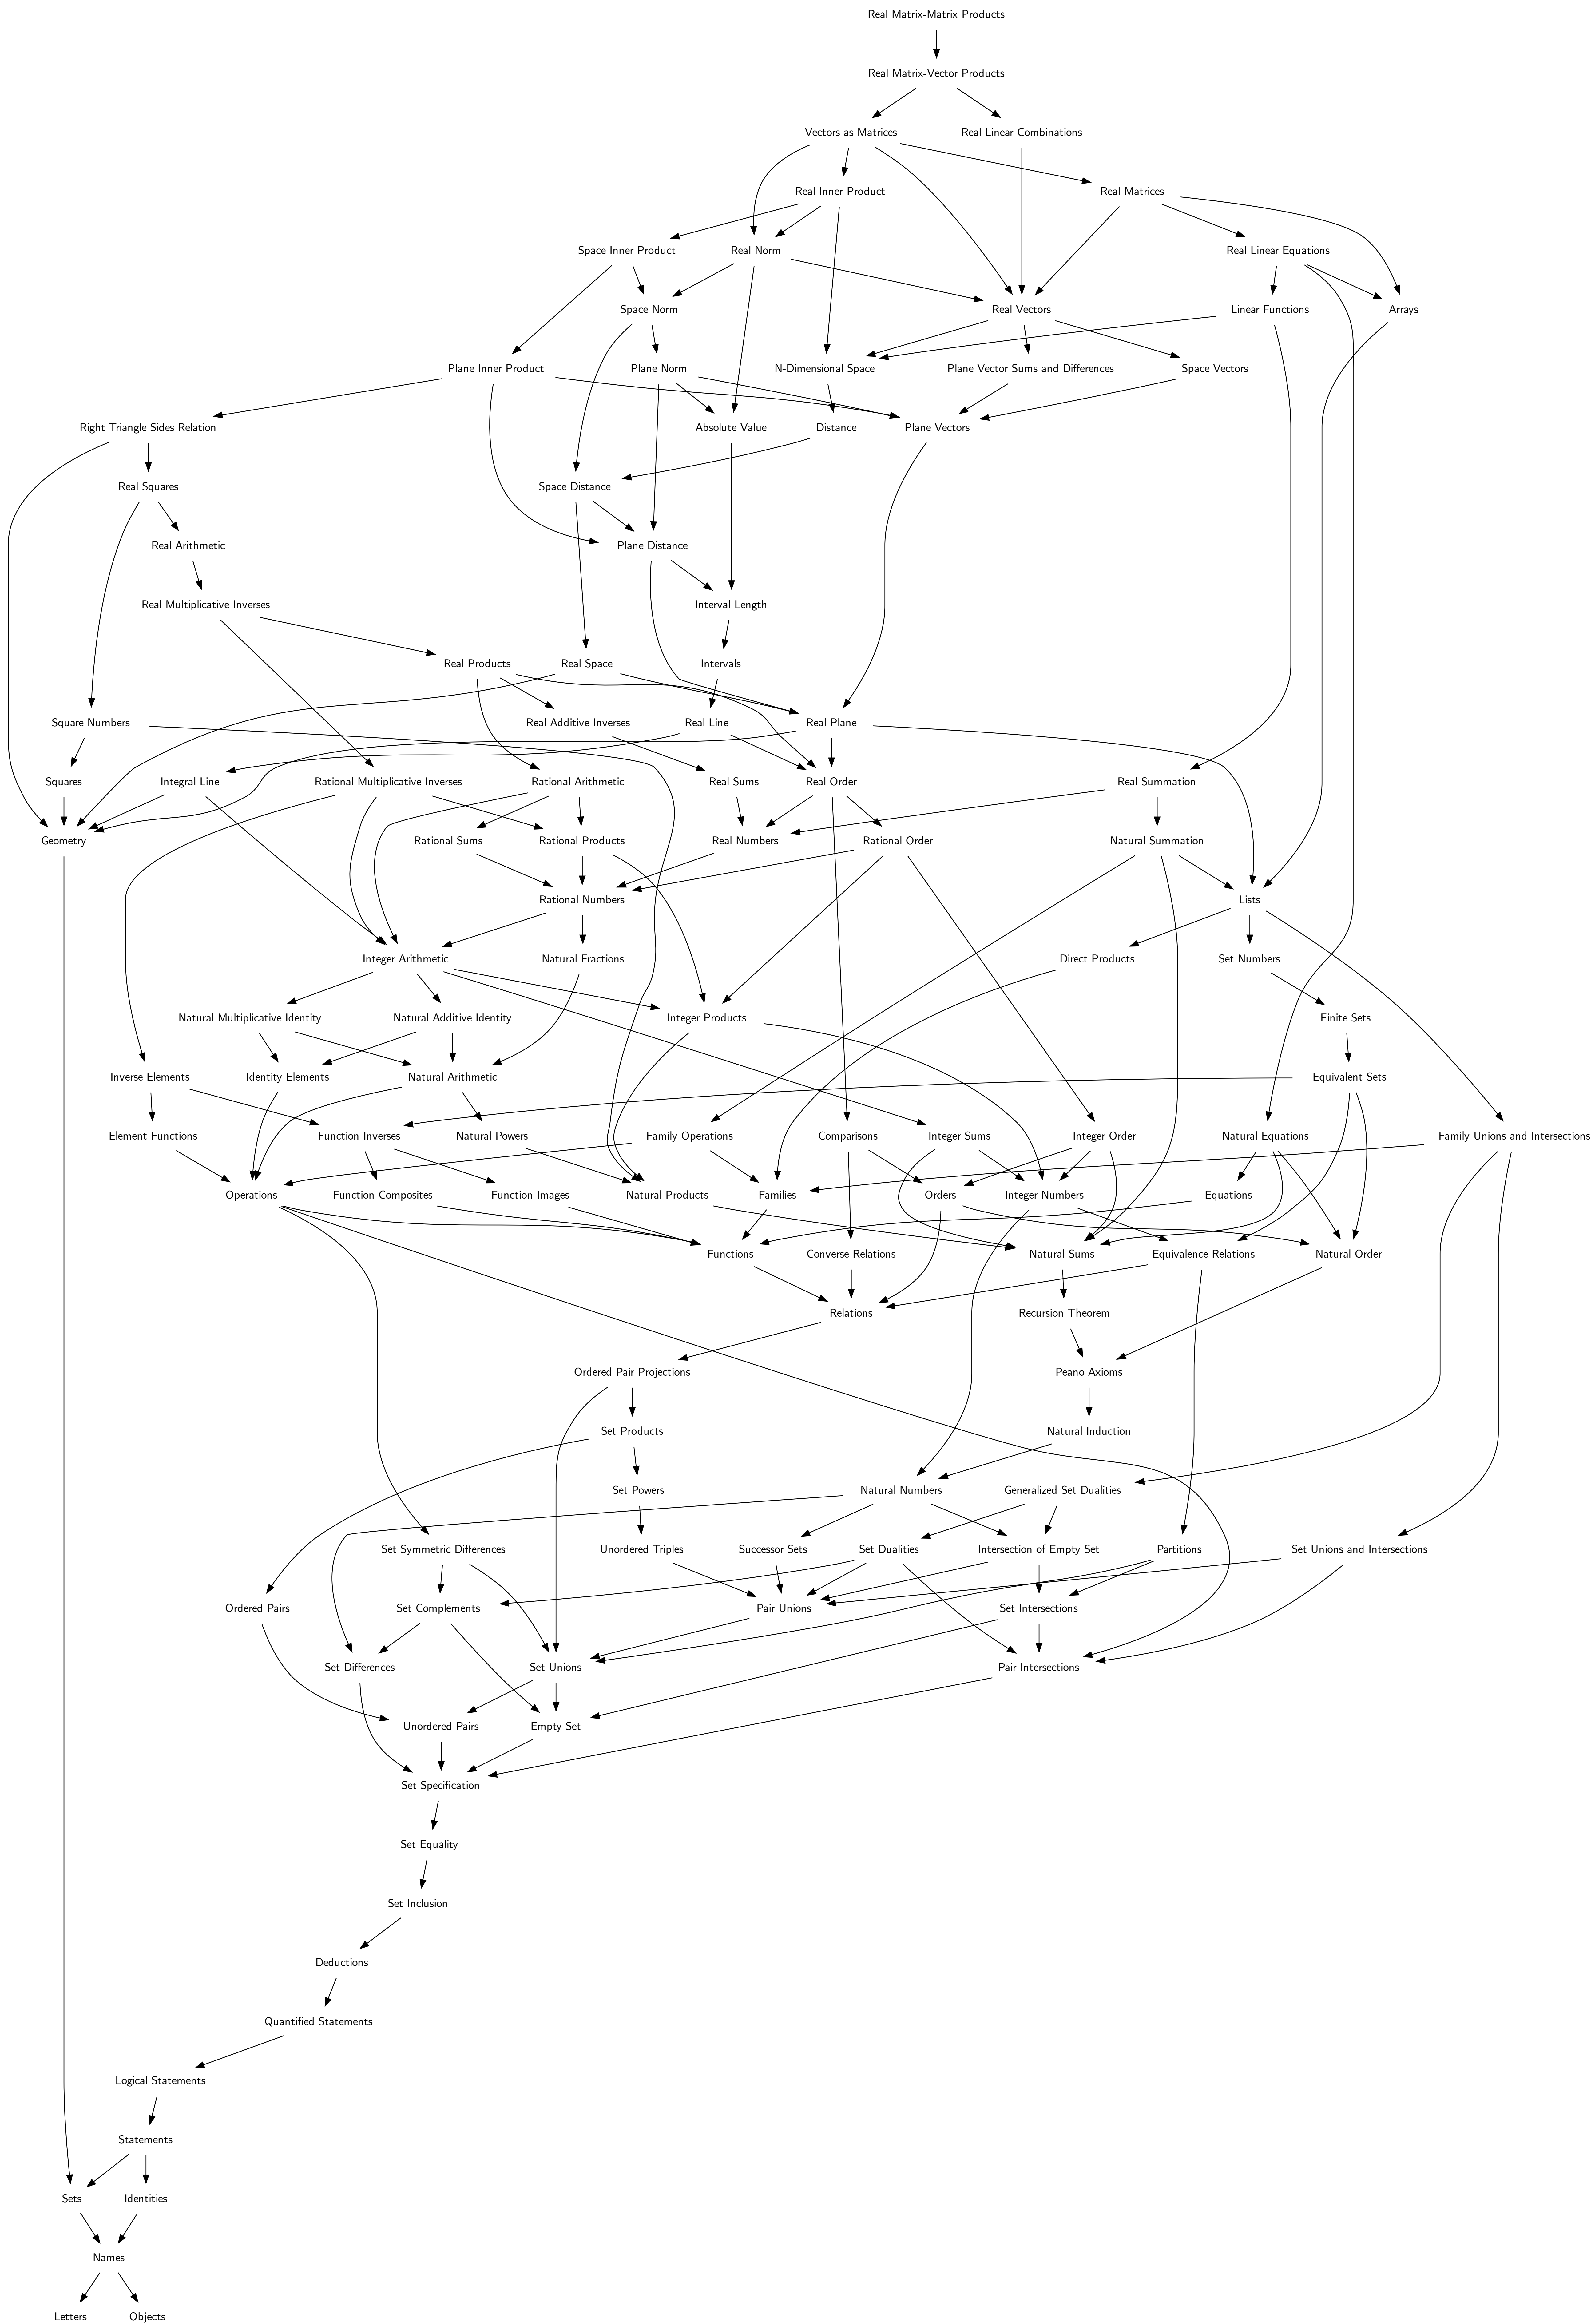 Real Matrix-Matrix Products
Real Matrix-Vector Products
Vectors as Matrices
Real Linear Combinations
Real Inner Product
Real Matrices
Space Inner Product
Real Norm
Real Linear Equations
Space Norm
Real Vectors
Linear Functions
Arrays
Plane Inner Product
Plane Norm
N-Dimensional Space
Plane Vector Sums and Differences
Space Vectors
Right Triangle Sides Relation
Absolute Value
Distance
Plane Vectors
Real Squares
Space Distance
Real Arithmetic
Plane Distance
Real Multiplicative Inverses
Interval Length
Real Products
Real Space
Intervals
Square Numbers
Real Additive Inverses
Real Line
Real Plane
Squares
Integral Line
Rational Multiplicative Inverses
Rational Arithmetic
Real Sums
Real Order
Real Summation
Geometry
Rational Sums
Rational Products
Real Numbers
Rational Order
Natural Summation
Rational Numbers
Lists
Integer Arithmetic
Natural Fractions
Direct Products
Set Numbers
Natural Multiplicative Identity
Natural Additive Identity
Integer Products
Finite Sets
Inverse Elements
Identity Elements
Natural Arithmetic
Equivalent Sets
Element Functions
Function Inverses
Natural Powers
Family Operations
Comparisons
Integer Sums
Integer Order
Natural Equations
Family Unions and Intersections
Operations
Function Composites
Function Images
Natural Products
Families
Orders
Integer Numbers
Equations
Functions
Converse Relations
Natural Sums
Equivalence Relations
Natural Order
Relations
Recursion Theorem
Ordered Pair Projections
Peano Axioms
Set Products
Natural Induction
Set Powers
Natural Numbers
Generalized Set Dualities
Set Symmetric Differences
Unordered Triples
Successor Sets
Set Dualities
Intersection of Empty Set
Partitions
Set Unions and Intersections
Ordered Pairs
Set Complements
Pair Unions
Set Intersections
Set Differences
Set Unions
Pair Intersections
Unordered Pairs
Empty Set
Set Specification
Set Equality
Set Inclusion
Deductions
Quantified Statements
Logical Statements
Statements
Sets
Identities
Names
Letters
Objects